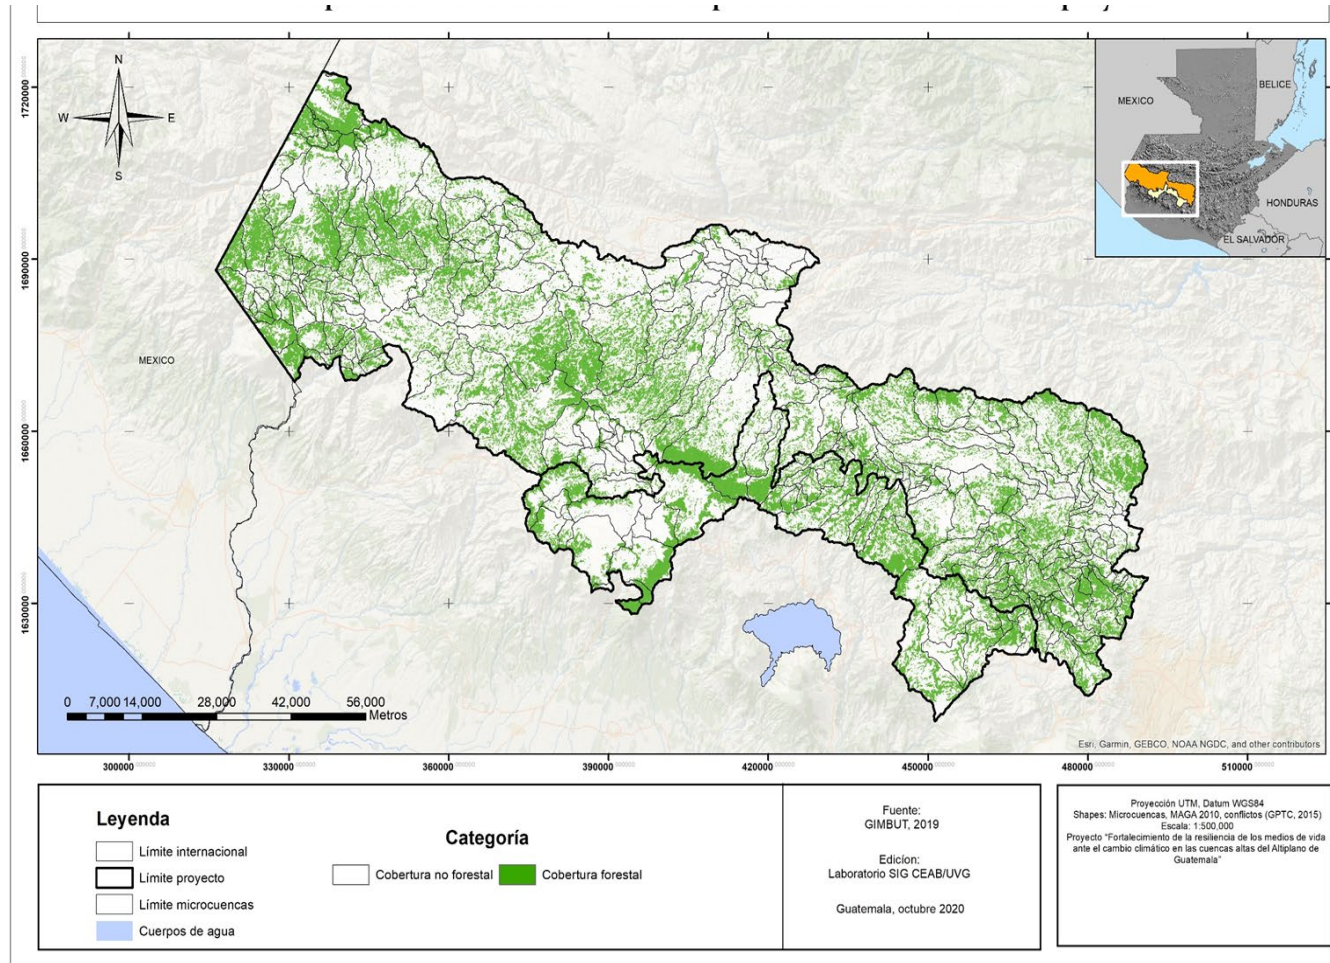 N
W E
S
MEXICO
BELICE
HONDURAS
EL SALVADOR
MEXICO
1720000
1690000
1660000
1630000
0 7,000 14,000 28,000 42,000 56,000
Metros
Esri, Garmin, GEBCO, NOAA NGDC, and other contributors
300000 330000 360000 390000 420000 450000 480000 510000
Leyenda
Límite internacional
Límite proyecto
Límite microcuencas
Cuerpos de agua
Categoría
Cobertura no forestal
Cobertura forestal
Fuente:
GIMBUT, 2019
Edicíon:
Laboratorio SIG CEAB/UVG
Guatemala, octubre 2020
Proyección UTM, Datum WGS84
Shapes: Microcuencas, MAGA 2010, conflictos (GPTC, 2015)
Escala: 1:500,000
Proyecto "Fortalecimiento de la resiliencia de los medios de vida
ante el cambio climático en las cuencas altas del Altiplano de
Guatemala"